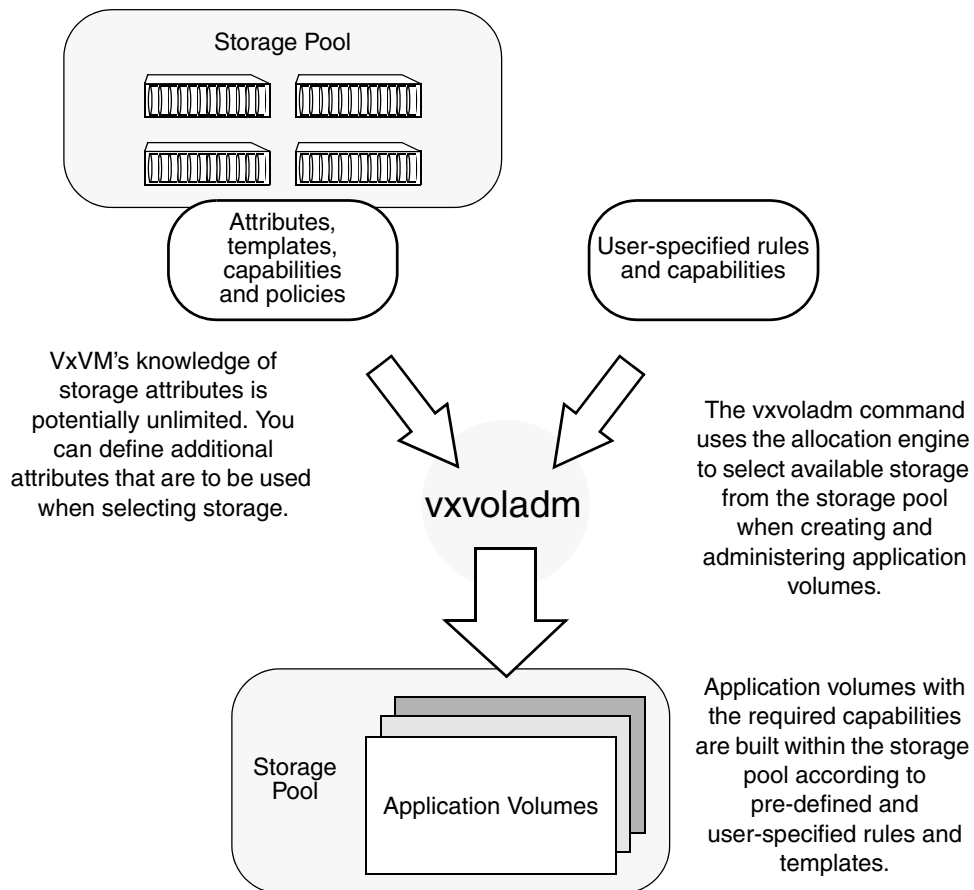 Storage Pool
Attributes,
templates,
capabilities
and policies
User-specified rules
and capabilities
VxVM's knowledge of
storage attributes is
potentially unlimited. You
can define additional
attributes that are to be used
when selecting storage.
The vxvoladm command
uses the allocation engine
to select available storage
from the storage pool
when creating and
administering application
volumes.
vxvoladm
Storage
Pool
Application Volumes
Application volumes with
the required capabilities
are built within the storage
pool according to
pre-defined and
user-specified rules and
templates.